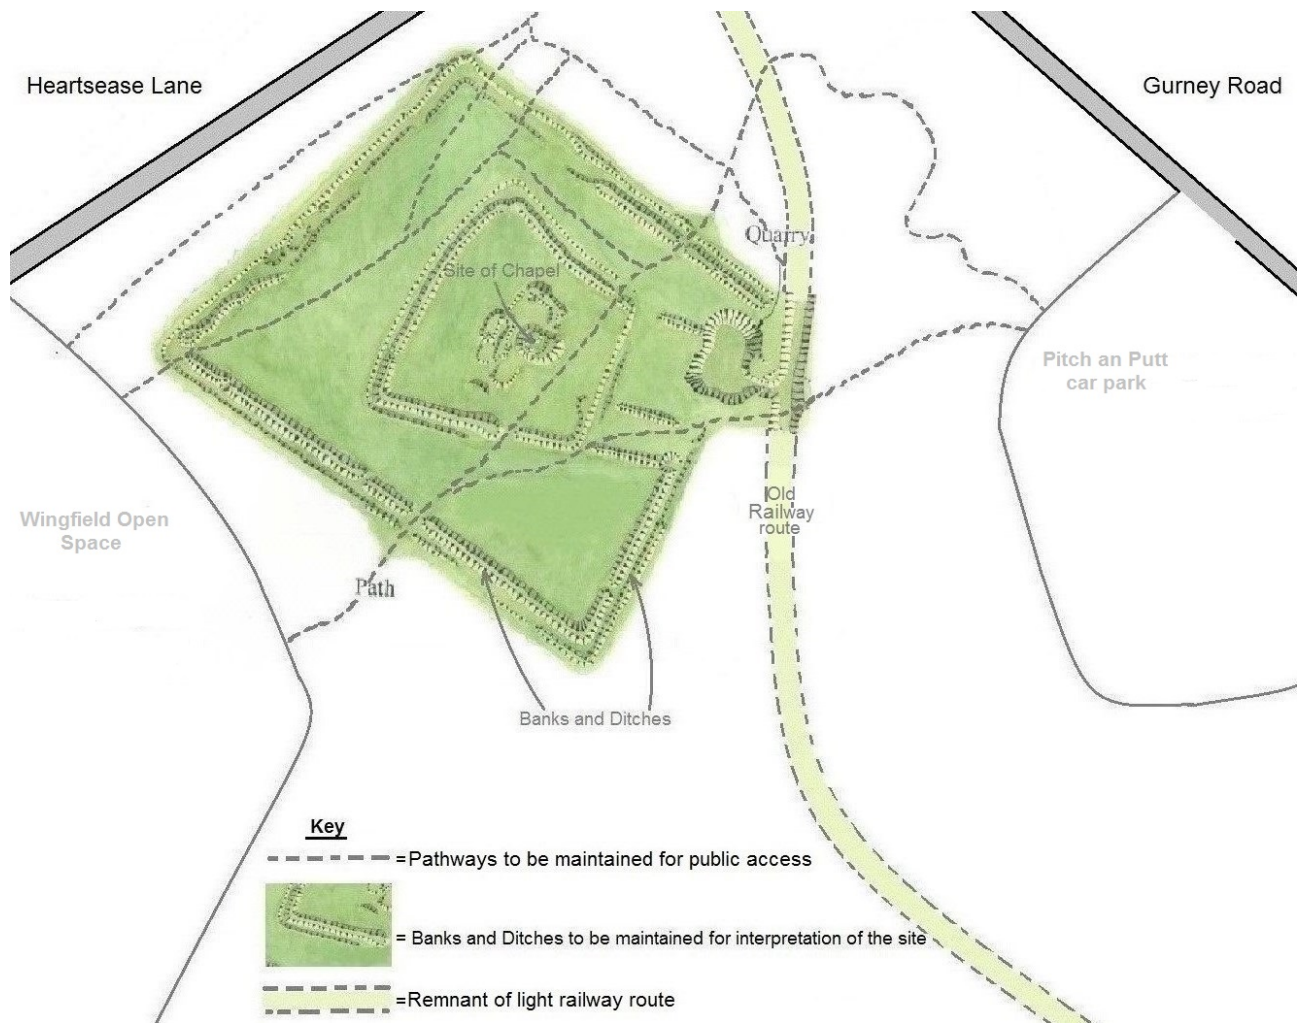 Heartsease Lane
Gurney Road
Quarry
Site of Chapel
Pitch an Putt
car park
Old
Railway
route
Wingfield Open
Space
Path
Banks and Ditches
Key
=Pathways to be maintained for public access
= Banks and Ditches to be maintained for interpretation of the site
=Remnant of light railway route